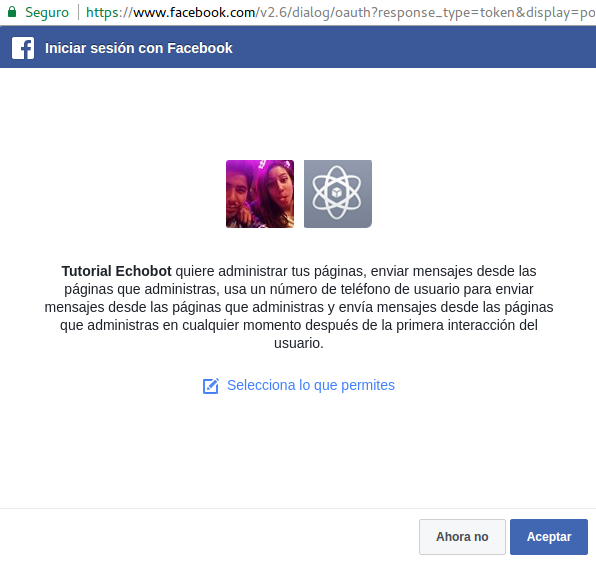 Seguro https://www.facebook.com/v2.6/dialog/oauth?response_type=token&display=po
Iniciar sesión con Facebook
Tutorial Echobot quiere administrar tus páginas, enviar mensajes desde las
páginas que administras, usa un número de teléfono de usuario para enviar
mensajes desde las páginas que administras y envía mensajes desde las páginas
que administras en cualquier momento después de la primera interacción del
usuario.
Selecciona lo que permites
Ahora no Aceptar